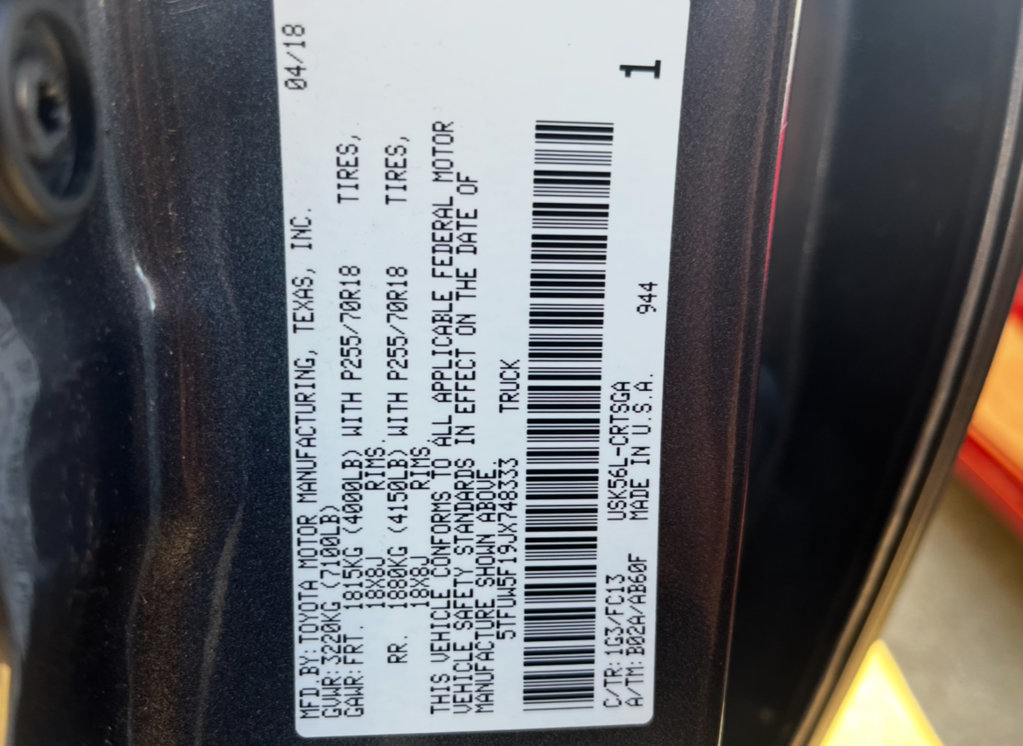 MFD.BY:TOYOTA MOTOR MANUFACTURING, TEXAS, INC. 04/18
GVWR:3220KG (7100LB)
GAWR:FRT. 1815KG (4000LB) WITH P255/70R18 TIRES,
18X8J RIMS,
RR. 1880KG (4150LB) WITH P255/70R18 TIRES,
18X8J RIMS,
THIS VEHICLE CONFORMS TO ALL APPLICABLE FEDERAL MOTOR
VEHICLE SAFETY STANDARDS IN EFFECT ON THE DATE OF
MANUFACTURE SHOWN ABOVE.
5TFUW5F19JX748333 TRUCK
C/TR:1G3/FC13 USK56L-CRTSGA 1
A/TM:B02A/AB60F MADE IN U.S.A. 944